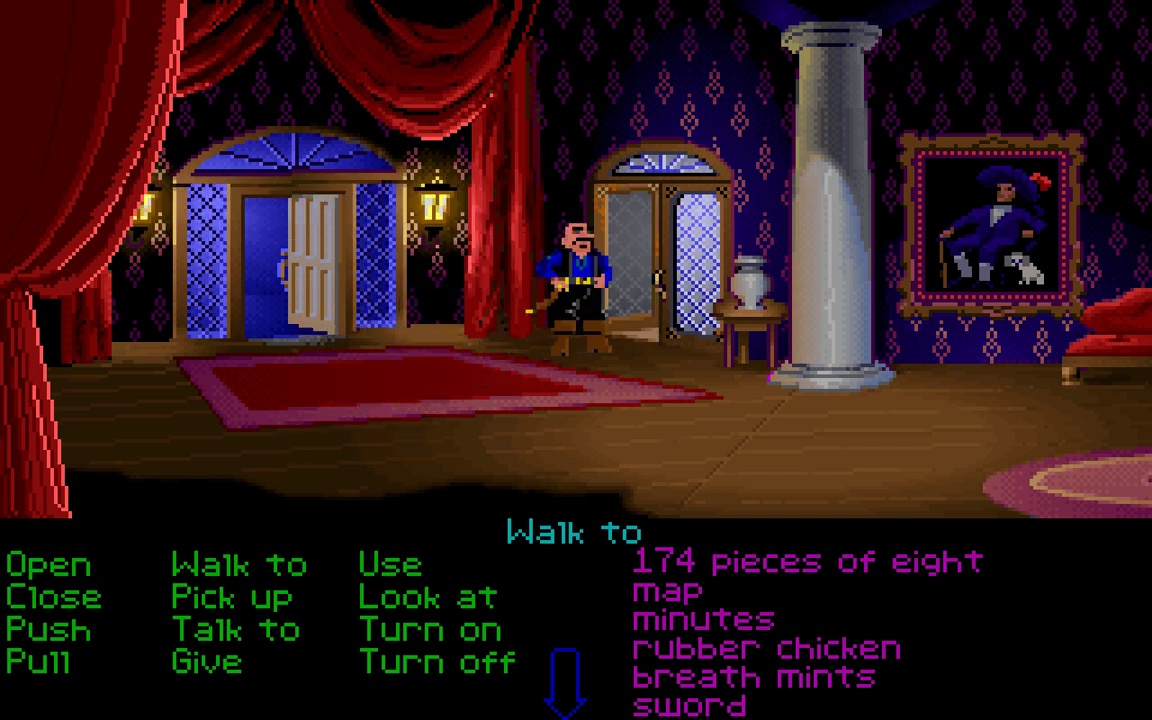 Walk to
Open Walk to Use
Close Pick up Look at
Push Talk to Turn on
Pull Give Turn off
174 pieces of eight
map
minutes
rubber chicken
breath mints
sword